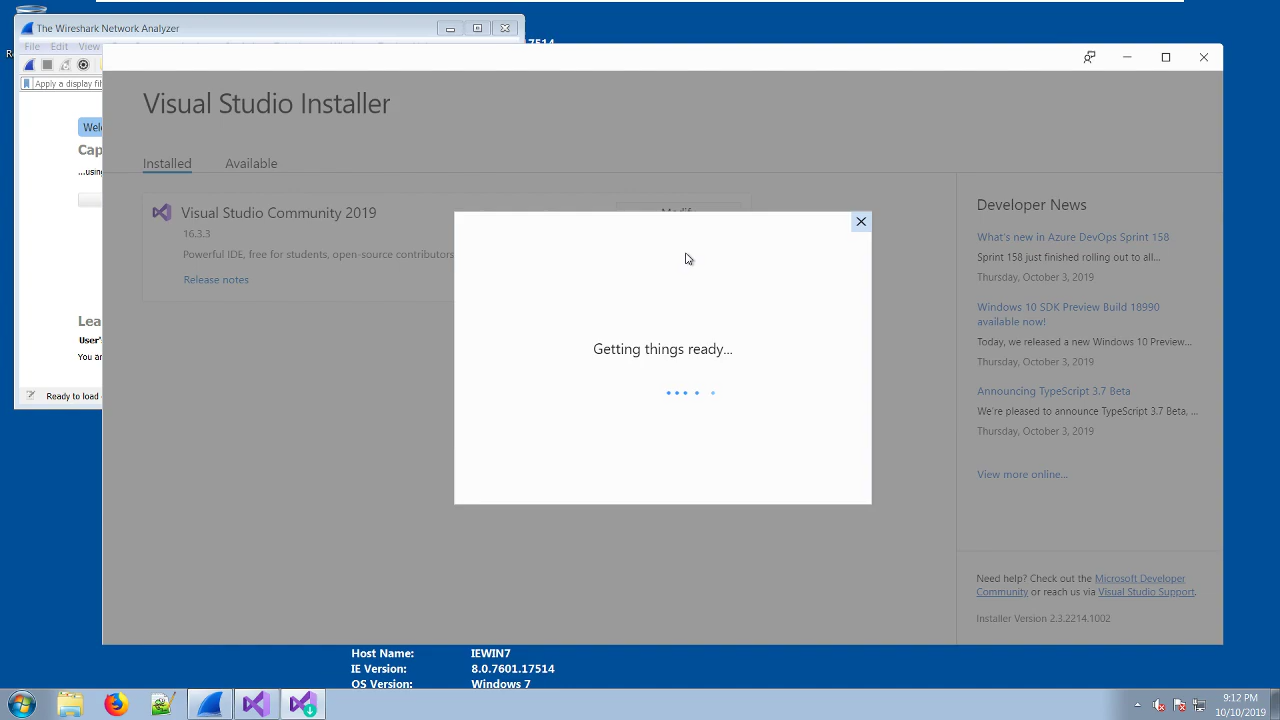 The Wireshark Network Analyzer
17514
File Edit View
Apply a display fil
Welc
Cap
...using
Lea
User's
You ar
Ready to load
Visual Studio Installer
Installed Available
Visual Studio Community 2019
Modify
16.3.3
Powerful IDE, free for students, open-source contributors
Release notes
Getting things ready...
Developer News
What's new in Azure DevOps Sprint 158
Sprint 158 just finished rolling out to all...
Thursday, October 3, 2019
Windows 10 SDK Preview Build 18990
available now!
Today, we released a new Windows 10 Preview...
Thursday, October 3, 2019
Announcing TypeScript 3.7 Beta
We're pleased to announce TypeScript 3.7 Beta, ...
Thursday, October 3, 2019
View more online...
Need help? Check out the Microsoft Developer
Community or reach us via Visual Studio Support.
Installer Version 2.3.2214.1002
Host Name: IEWIN7
IE Version: 8.0.7601.17514
OS Version: Windows 7
9:12 PM
10/10/2019